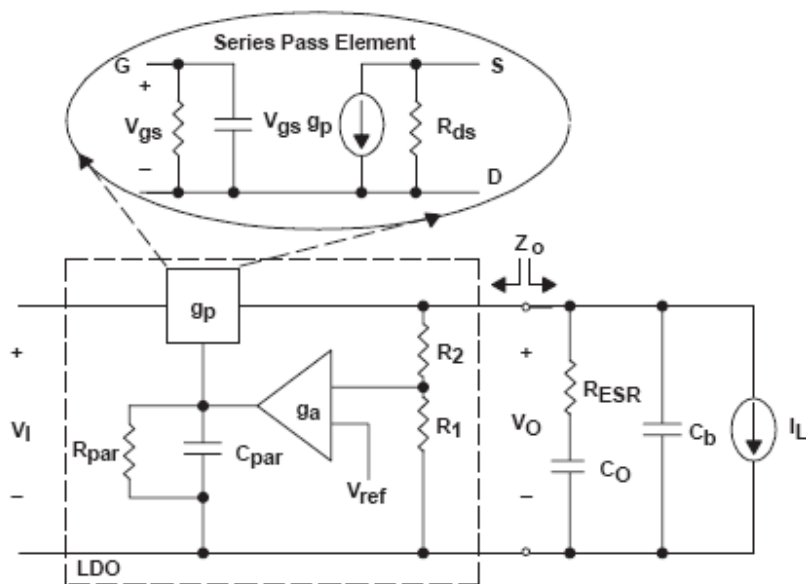 Series Pass Element
G
S
+
Vgs
Vgs gp
Rds
–
D
Zo
gp
+
+
R2
RESR
ga
VI
R1
VO
Cb
IL
Rpar
Cpar
CO
Vref
–
–
LDO